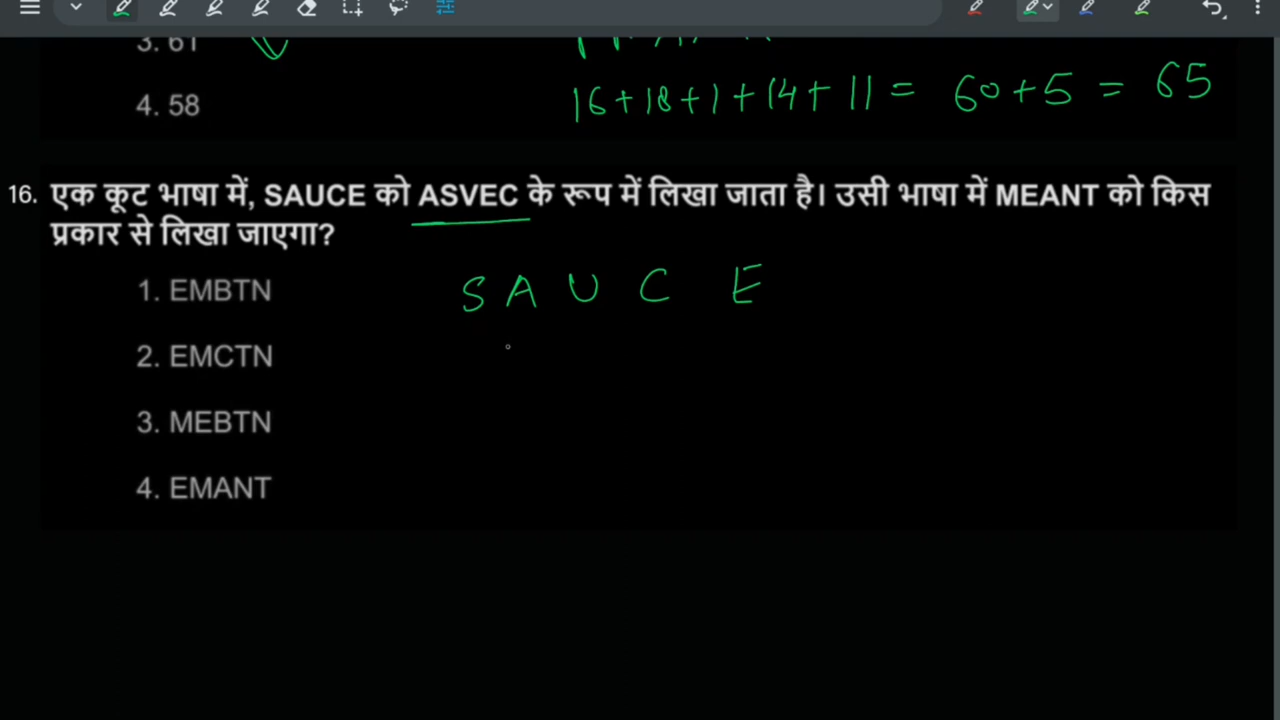 3. 61
4. 58
16+18+1+14+11 = 60+5 = 65
16. एक कूट भाषा में, SAUCE को ASVEC के रूप में लिखा जाता है। उसी भाषा में MEANT को किस
प्रकार से लिखा जाएगा?
S A U C E
1. EMBTN
2. EMCTN
3. MEBTN
4. EMANT